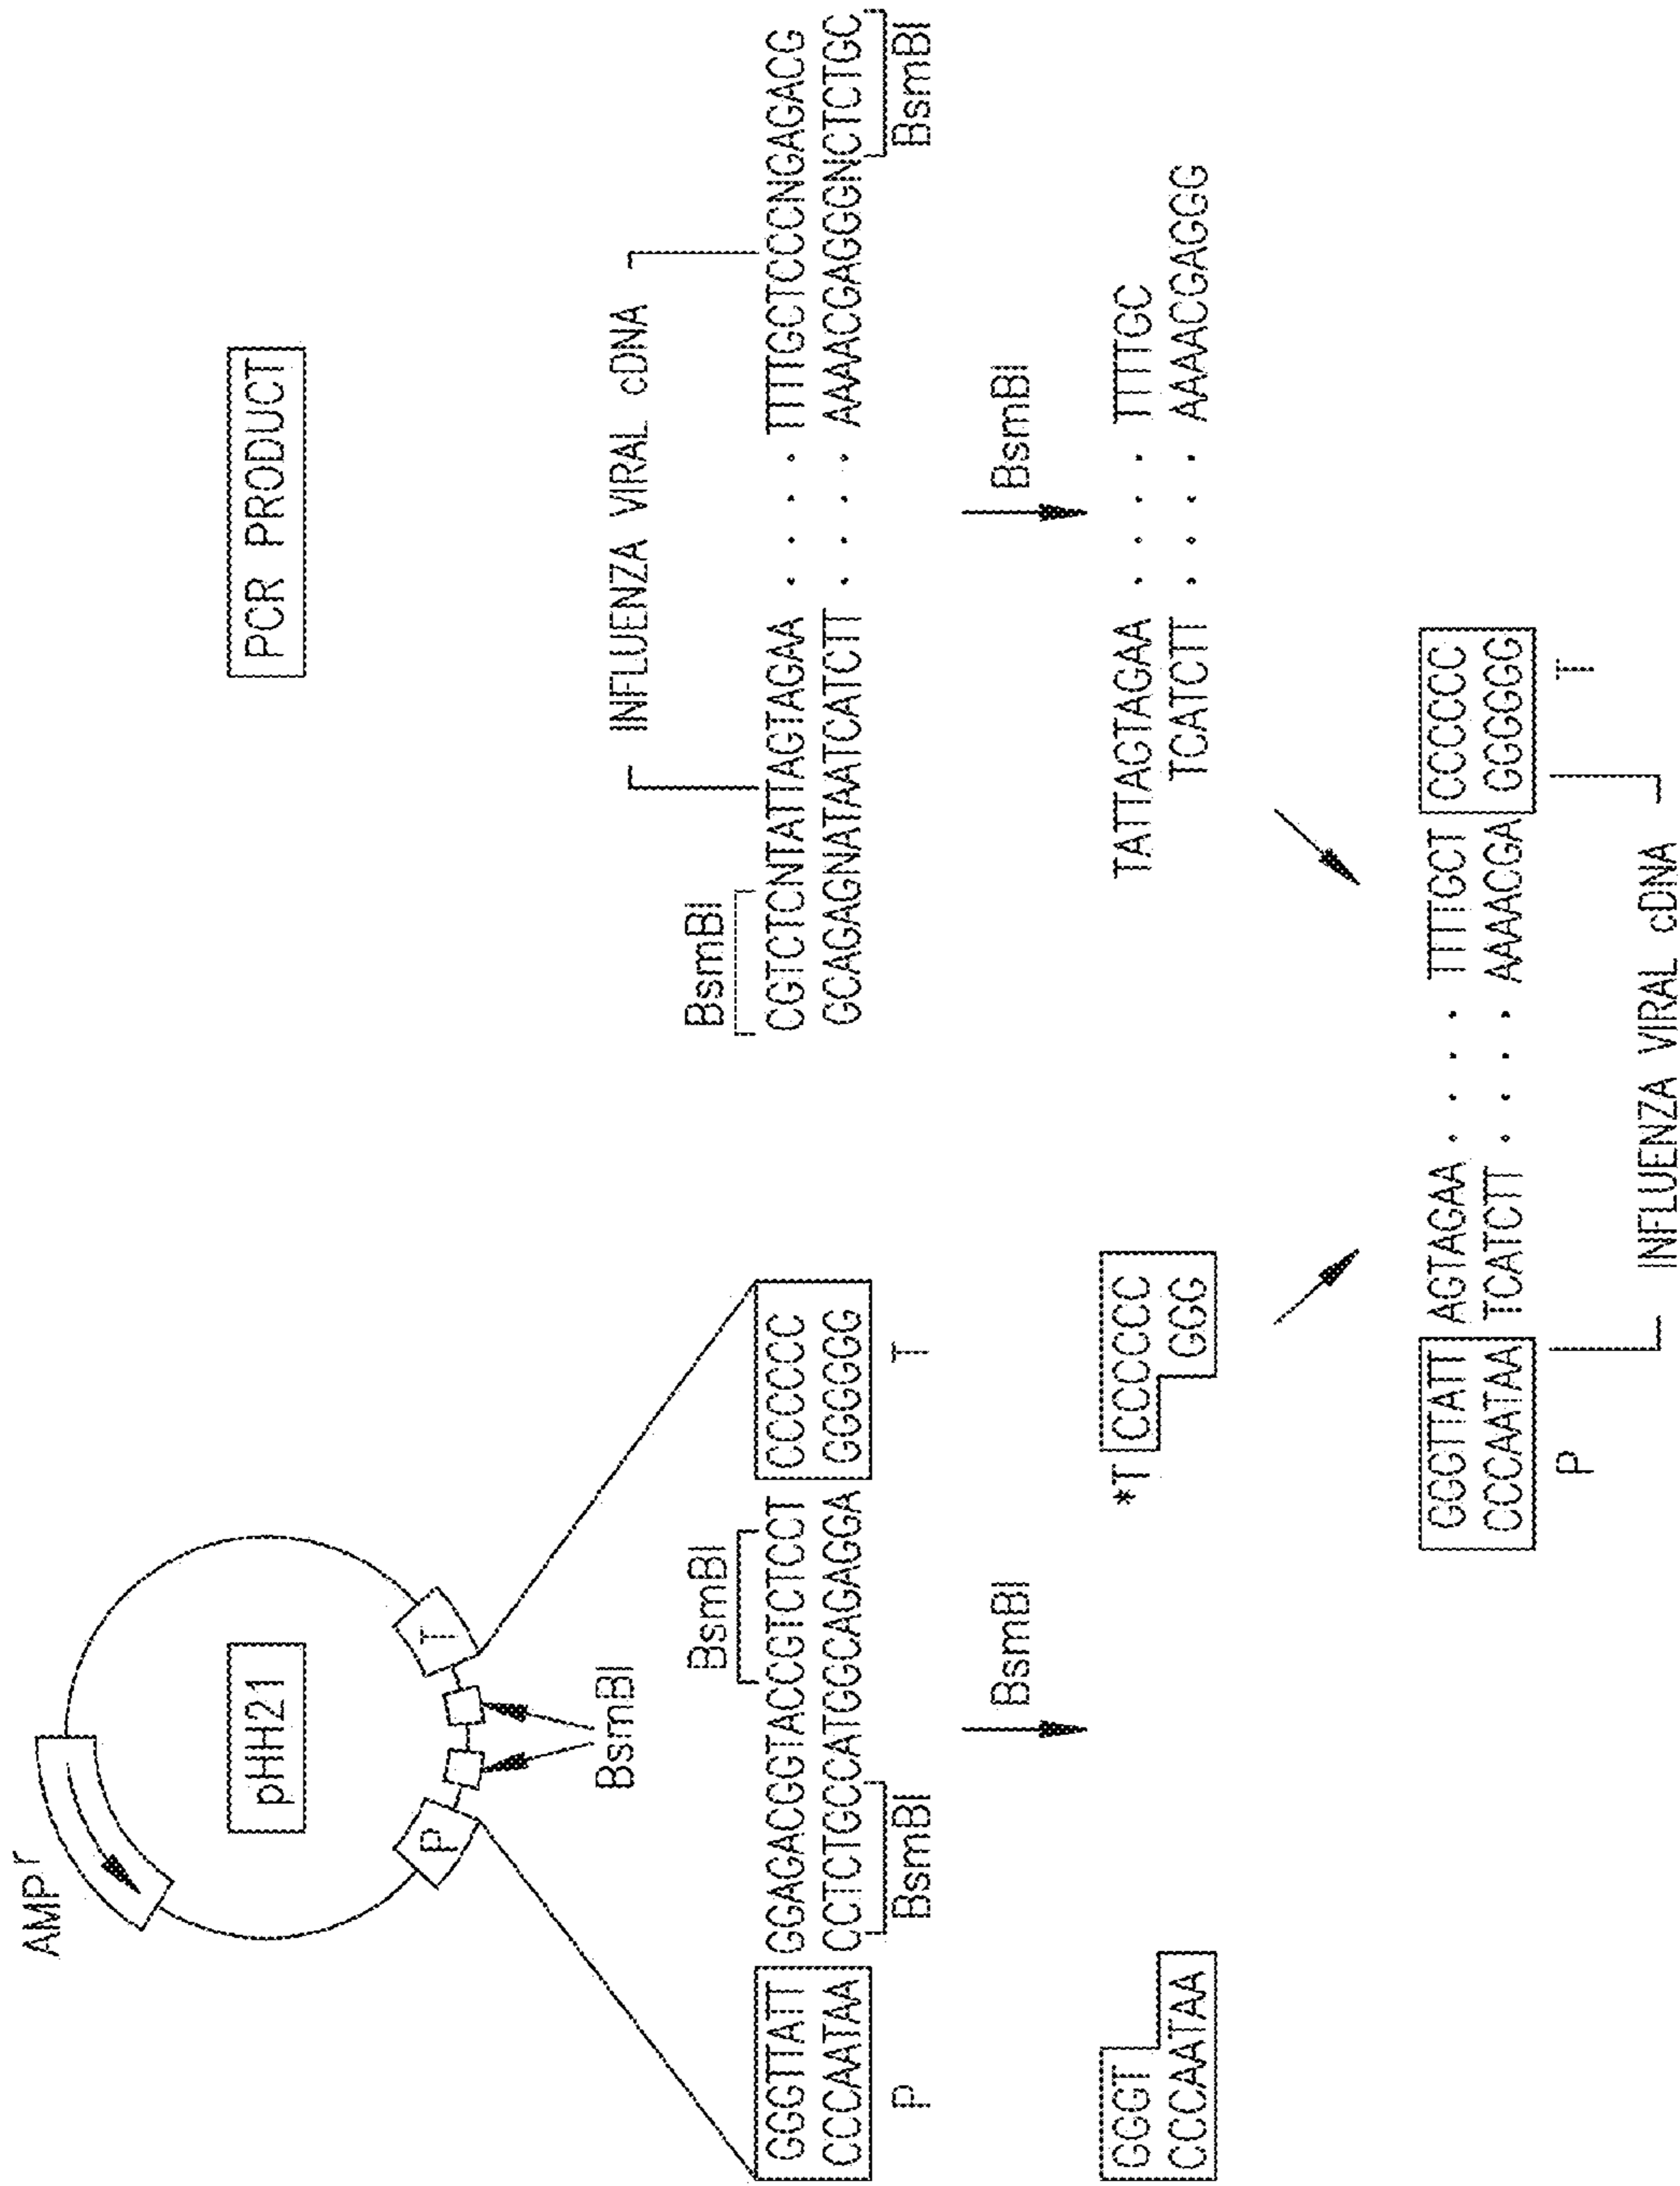 AMPr
pHH21
P
T
BsmBI
BsmBI
GGGTTATT GGAGACGGTACCGTCTCCT CCCCCC
CCCAATAA CCTCTGCCATGGCAGAGGA GGGGGG
P BsmBI T
BsmBI
GGGT *T CCCCCC
CCCAATAA GGG
PCR PRODUCT
INFLUENZA VIRAL cDNA
BsmBI
CGTCTCNTATTAGTAGAA . . . . TTTTGCTCCCNGAGACG
GCAGAGNATAATCATCTT . . . . AAAACGAGGGNCTCTGC
BsmBI
BsmBI
TATTAGTAGAA . . . . TTTTGC
TCATCTT . . . . AAAACGAGGG
GGGTTATT AGTAGAA . . . . TTTTGCT CCCCCC
CCCAATAA TCATCTT . . . . AAAACGA GGGGGG
P T
INFLUENZA VIRAL cDNA